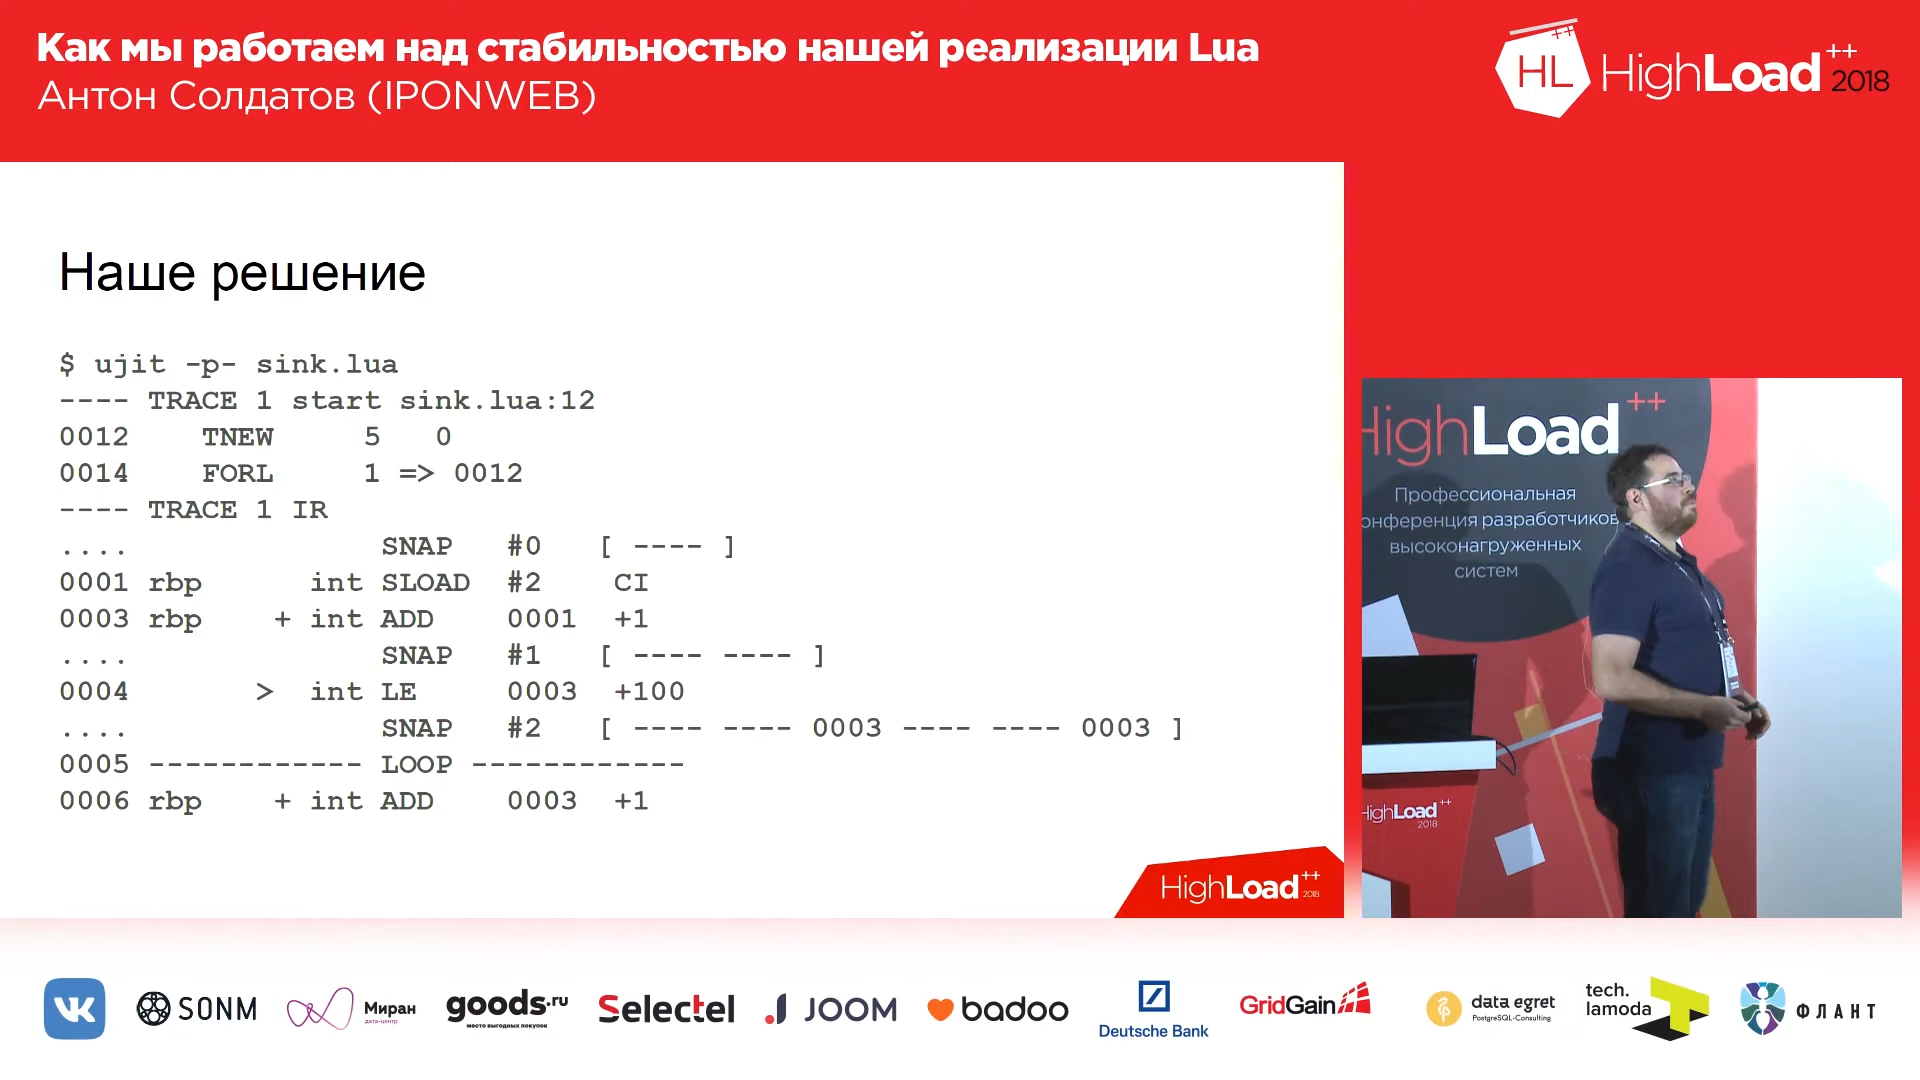 Как мы работаем над стабильностью нашей реализации Lua
Антон Солдатов (IPONWEB)
HL ++
HighLoad++ 2018
Наше решение
$ ujit -p- sink.lua
---- TRACE 1 start sink.lua:12
0012    TNEW     5   0
0014    FORL     1 => 0012
---- TRACE 1 IR
....              SNAP   #0   [ ---- ]
0001 rbp      int SLOAD  #2    CI
0003 rbp    + int ADD    0001  +1
....              SNAP   #1   [ ---- ---- ]
0004       >  int LE     0003  +100
....              SNAP   #2   [ ---- ---- 0003 ---- ---- 0003 ]
0005 ------------ LOOP ------------
0006 rbp    + int ADD    0003  +1
HighLoad++ 2018
HighLoad++
Профессиональная
онференция разработчиков
высоконагруженных
систем
HighLoad++
2018
VK
SONM
Миран
дата-центр
goods.ru
место выгодных покупок
Selectel
JOOM
badoo
Deutsche Bank
GridGain
data egret
PostgreSQL-Consulting
tech.
lamoda
ФЛАНТ